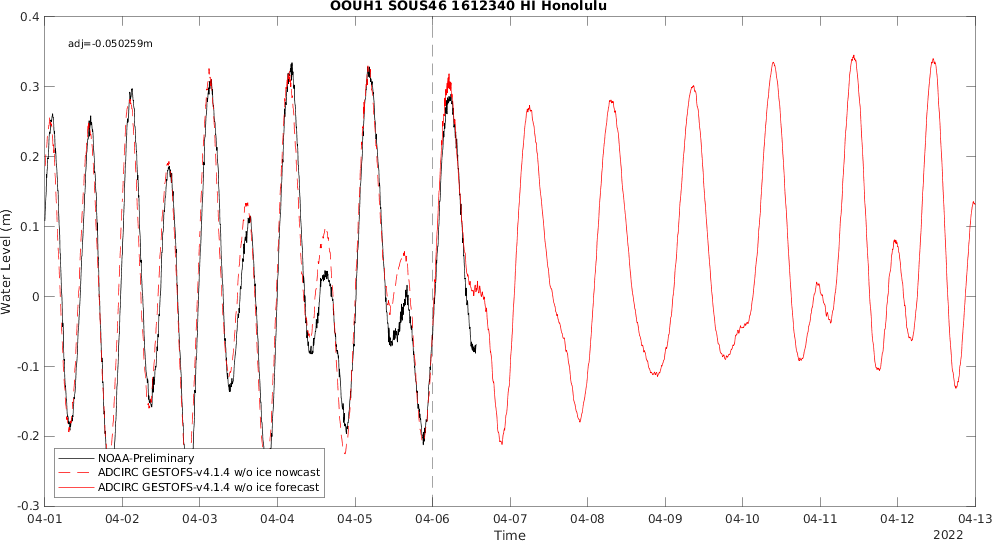 OOUH1 SOUS46 1612340 HI Honolulu
adj=-0.050259m
0.4
0.3
0.2
0.1
0
-0.1
-0.2
-0.3
Water Level (m)
NOAA-Preliminary
ADCIRC GESTOFS-v4.1.4 w/o ice nowcast
ADCIRC GESTOFS-v4.1.4 w/o ice forecast
04-01 04-02 04-03 04-04 04-05 04-06 04-07 04-08 04-09 04-10 04-11 04-12 04-13
Time
2022